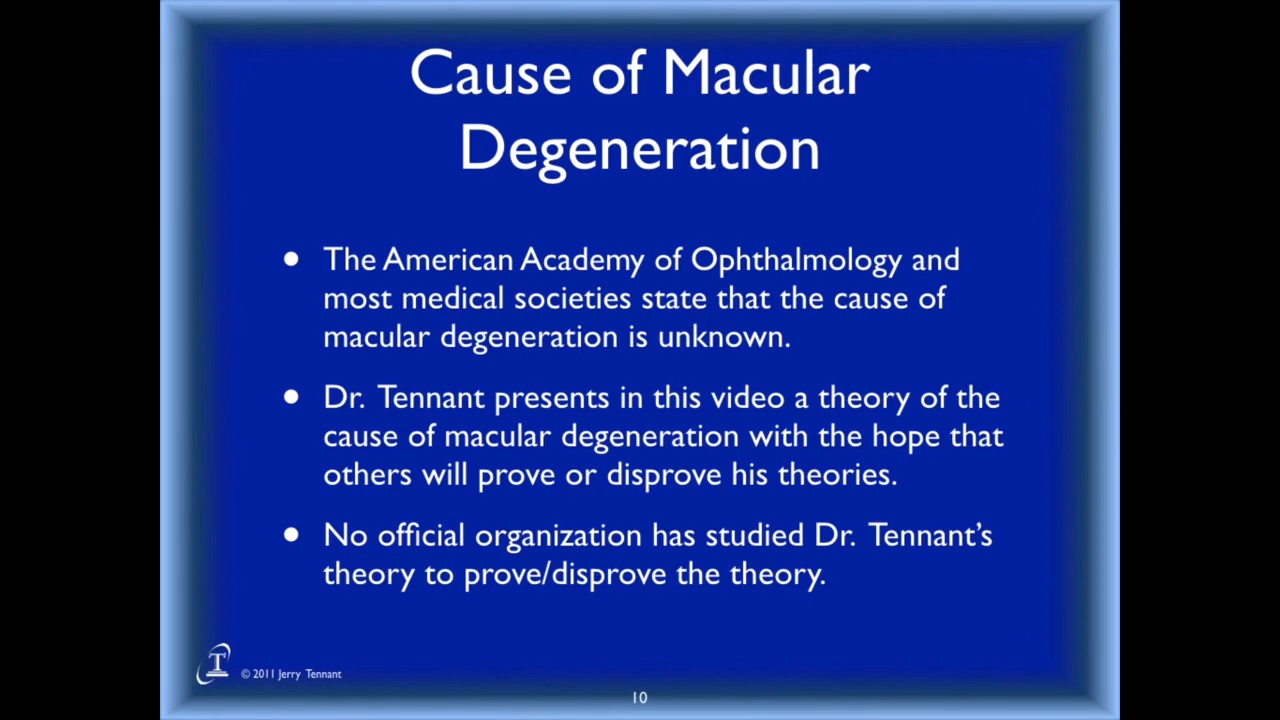 Cause of Macular
Degeneration
• The American Academy of Ophthalmology and
most medical societies state that the cause of
macular degeneration is unknown.
• Dr. Tennant presents in this video a theory of the
cause of macular degeneration with the hope that
others will prove or disprove his theories.
• No official organization has studied Dr. Tennant’s
theory to prove/disprove the theory.
T
© 2011 Jerry Tennant
10